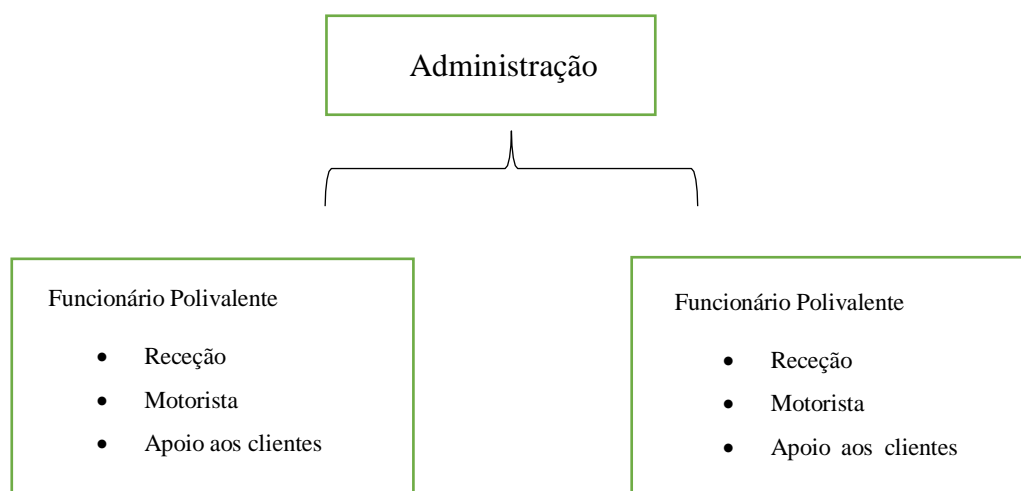 Administração
Funcionário Polivalente
• Receção
• Motorista
• Apoio aos clientes
Funcionário Polivalente
• Receção
• Motorista
• Apoio aos clientes